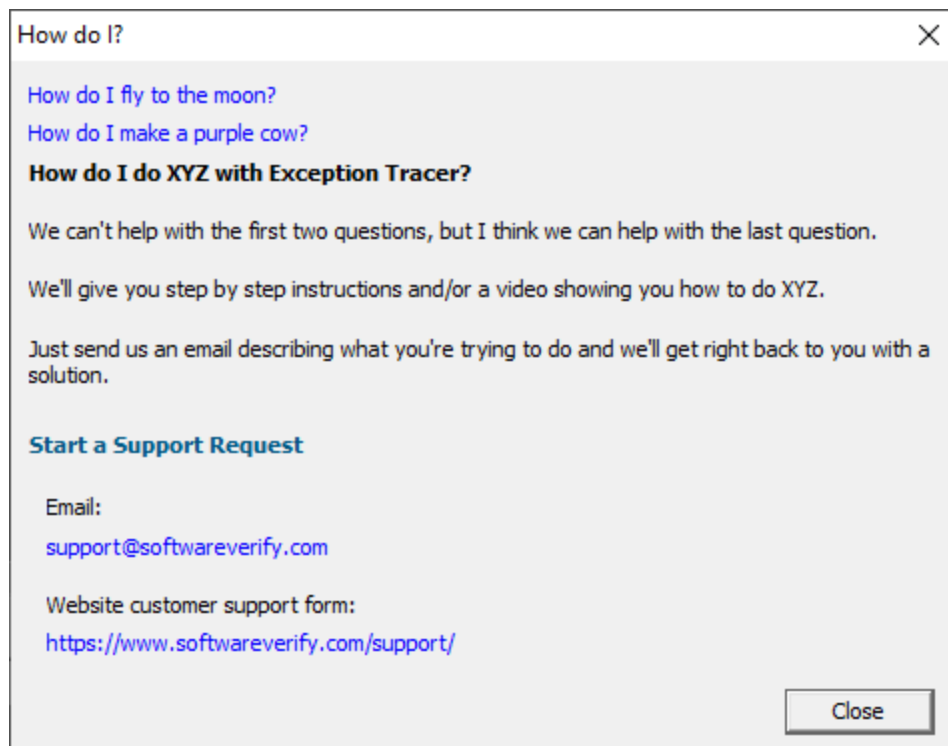 How do I?
How do I fly to the moon?
How do I make a purple cow?
How do I do XYZ with Exception Tracer?
We can't help with the first two questions, but I think we can help with the last question.
We'll give you step by step instructions and/or a video showing you how to do XYZ.
Just send us an email describing what you're trying to do and we'll get right back to you with a
solution.
Start a Support Request
Email:
support@softwareverify.com
Website customer support form:
https://www.softwareverify.com/support/
Close